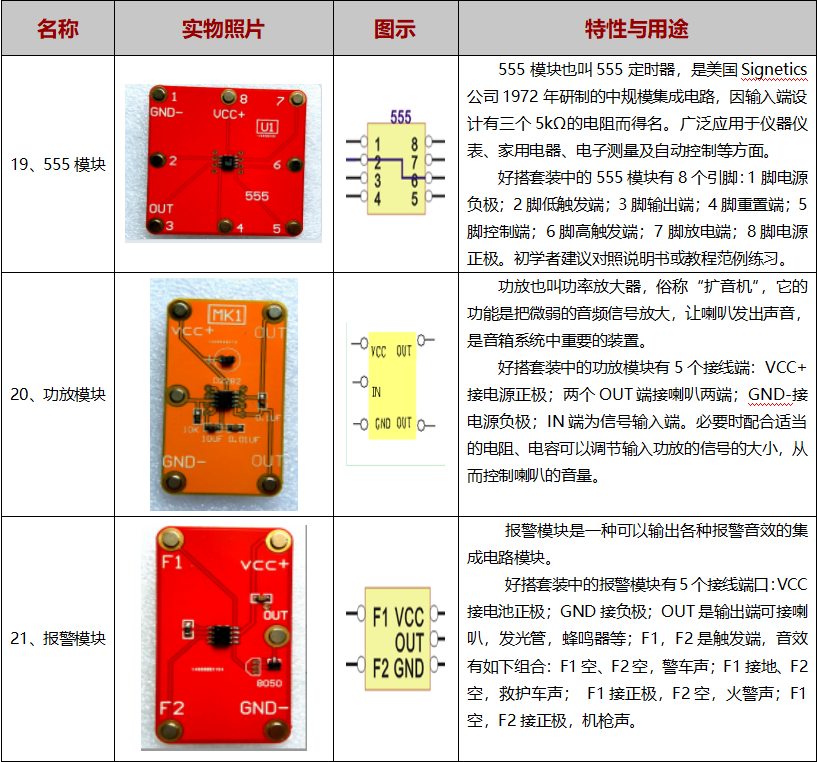 名称
实物照片
图示
特性与用途
19、555 模块
1
8
7
GND-
VCC+
U1
2
6
555
OUT
3
4
5
555
1 8
2 7
3 6
4 5
555 模块也叫 555 定时器，是美国 Signetics
公司 1972 年研制的中规模集成电路，因输入端设
计有三个 5kΩ的电阻而得名。广泛应用于仪器仪
表、家用电器、电子测量及自动控制等方面。
好搭套装中的 555 模块有 8 个引脚：1 脚电源
负极；2 脚低触发端；3 脚输出端；4 脚重置端；5
脚控制端；6 脚高触发端；7 脚放电端；8 脚电源
正极。初学者建议对照说明书或教程范例练习。
20、功放模块
MK1
VCC+
OUT
D2282
10K
0.1UF
10UF 0.01UF
GND-
OUT
VCC OUT
IN
GND OUT
功放也叫功率放大器，俗称“扩音机”，它的
功能是把微弱的音频信号放大，让喇叭发出声音，
是音箱系统中重要的装置。
好搭套装中的功放模块有 5 个接线端：VCC+
接电源正极；两个 OUT 端接喇叭两端；GND-接
电源负极；IN 端为信号输入端。必要时配合适当
的电阻、电容可以调节输入功放的信号的大小，从
而控制喇叭的音量。
21、报警模块
F1
VCC+
OUT
8050
F2
GND-
F1 VCC
OUT
F2 GND
报警模块是一种可以输出各种报警音效的集
成电路模块。
好搭套装中的报警模块有 5 个接线端口：VCC
接电池正极；GND 接负极；OUT 是输出端可接喇
叭，发光管，蜂鸣器等；F1，F2 是触发端，音效
有如下组合：F1 空、F2 空，警车声；F1 接地、F2
空，救护车声； F1 接正极，F2 空，火警声；F1
空，F2 接正极，机枪声。